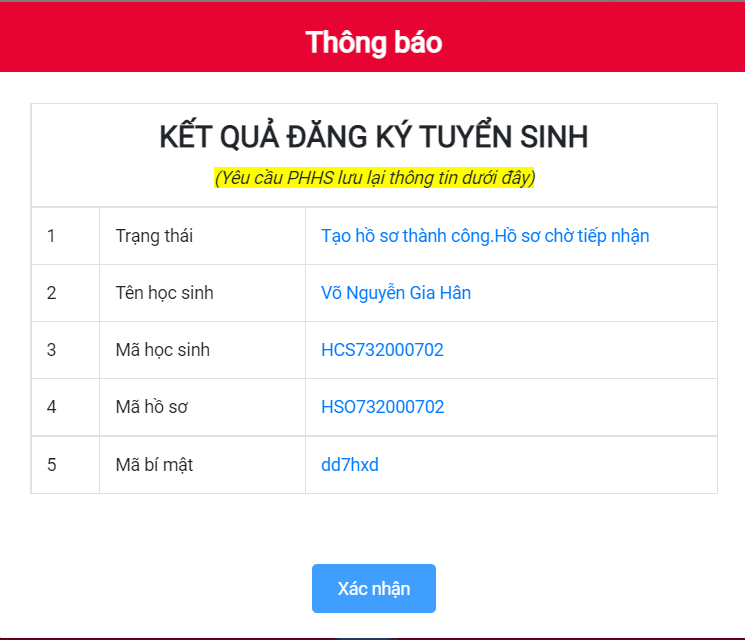 Thông báo
KẾT QUẢ ĐĂNG KÝ TUYỂN SINH
(Yêu cầu PHHS lưu lại thông tin dưới đây)
1 Trạng thái Tạo hồ sơ thành công.Hồ sơ chờ tiếp nhận
2 Tên học sinh Võ Nguyễn Gia Hân
3 Mã học sinh HCS732000702
4 Mã hồ sơ HSO732000702
5 Mã bí mật dd7hxd
Xác nhận